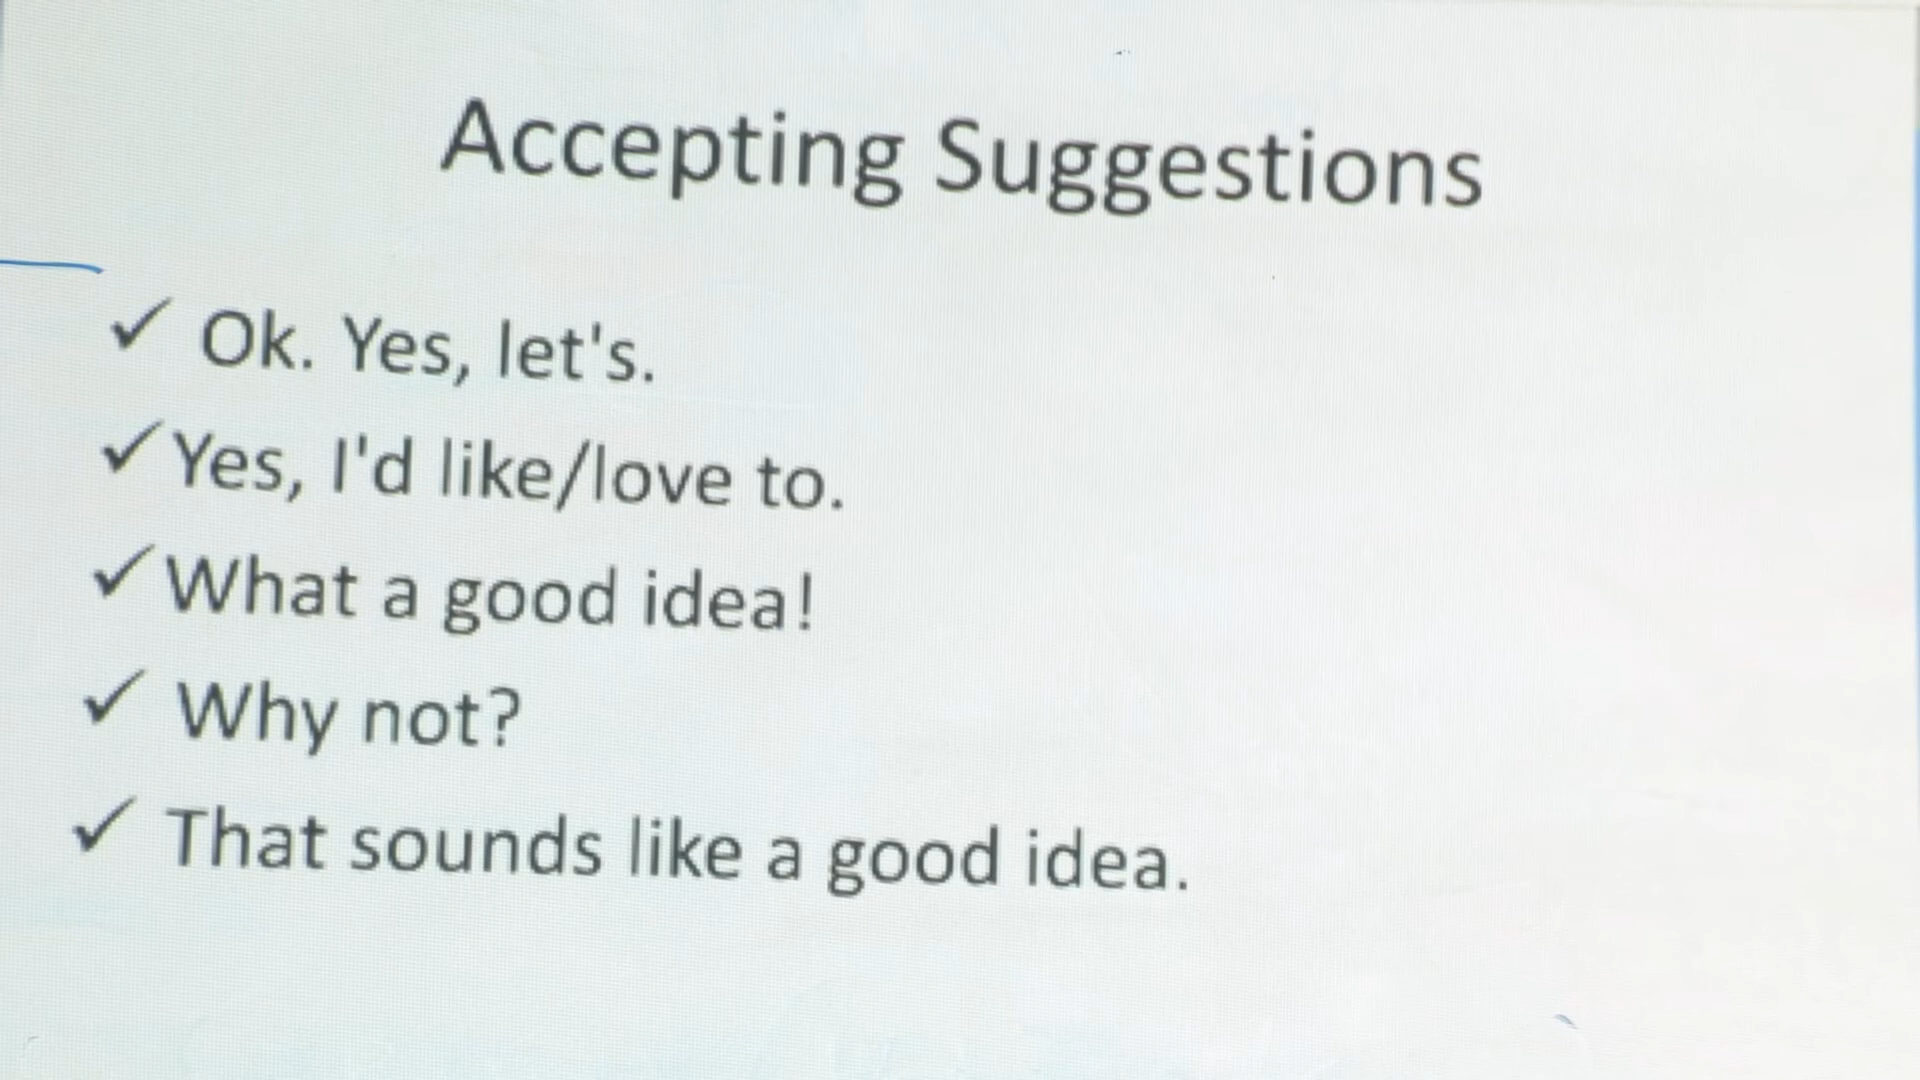 Accepting Suggestions
✓ Ok. Yes, let's.
✓ Yes, I'd like/love to.
✓ What a good idea!
✓ Why not?
✓ That sounds like a good idea.